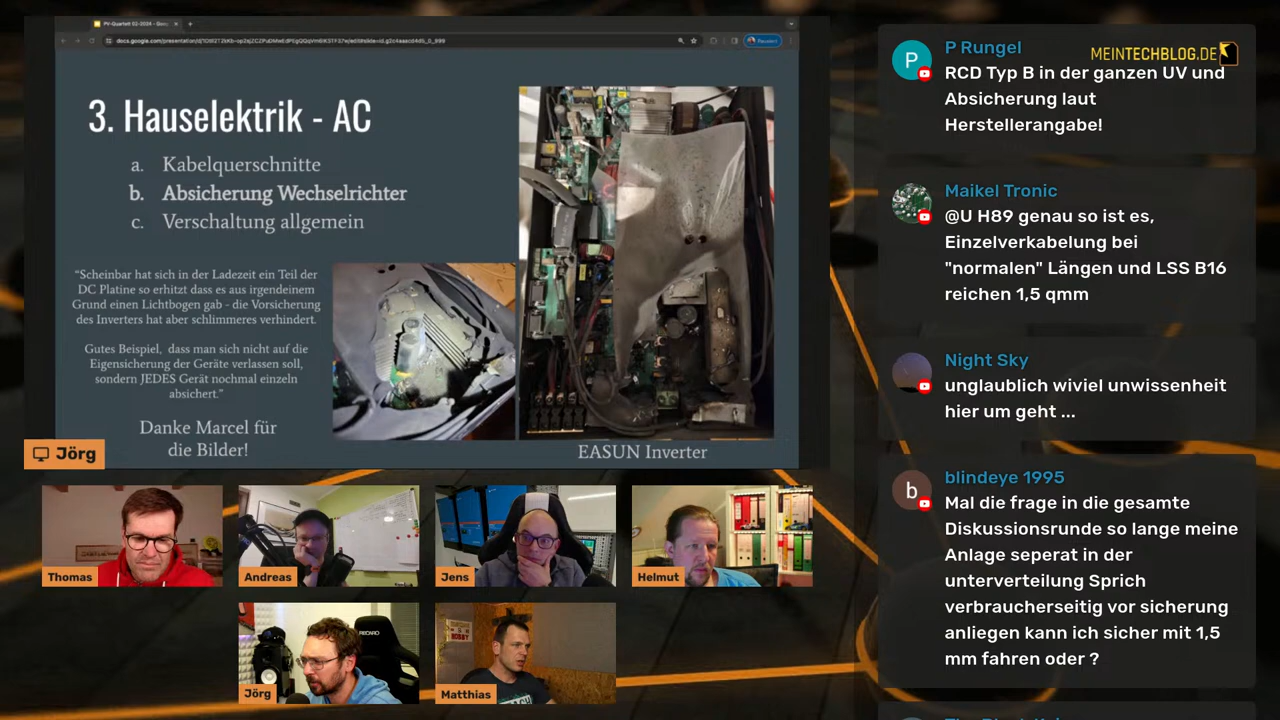 PV-Quartett 02-2024 - Goog
3. Hauselektrik - AC
a. Kabelquerschnitte
b. Absicherung Wechselrichter
c. Verschaltung allgemein
“Scheinbar hat sich in der Ladezeit ein Teil der
DC Platine so erhitzt dass es aus irgendeinem
Grund einen Lichtbogen gab - die Vorsicherung
des Inverters hat aber schlimmeres verhindert.
Gutes Beispiel, dass man sich nicht auf die
Eigensicherung der Geräte verlassen soll,
sondern JEDES Gerät nochmal einzeln
absichert.”
Danke Marcel für
die Bilder!
EASUN Inverter
Jörg
Thomas
Andreas
Jens
Helmut
RECARO
Jörg
HOBBY
Matthias
MEINTECHBLOG.DE
P
P Rungel
RCD Typ B in der ganzen UV und
Absicherung laut
Herstellerangabe!
Maikel Tronic
@U H89 genau so ist es,
Einzelverkabelung bei
"normalen" Längen und LSS B16
reichen 1,5 qmm
Night Sky
unglaublich wiviel unwissenheit
hier um geht ...
b
blindeye 1995
Mal die frage in die gesamte
Diskussionsrunde so lange meine
Anlage seperat in der
unterverteilung Sprich
verbraucherseitig vor sicherung
anliegen kann ich sicher mit 1,5
mm fahren oder ?